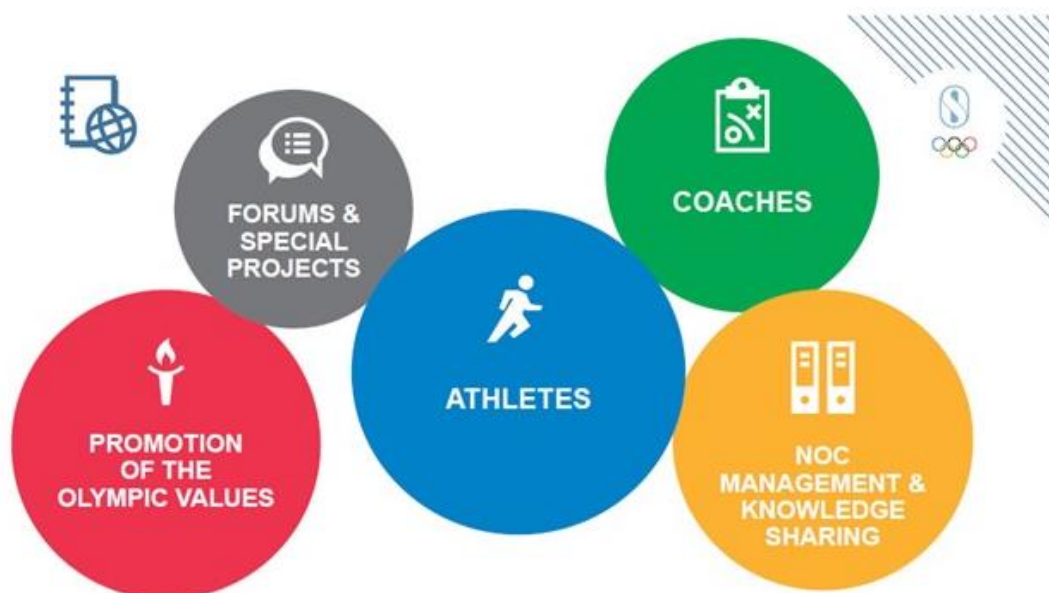 FORUMS &
SPECIAL
PROJECTS
COACHES
ATHLETES
PROMOTION
OF THE
OLYMPIC VALUES
NOC
MANAGEMENT &
KNOWLEDGE
SHARING